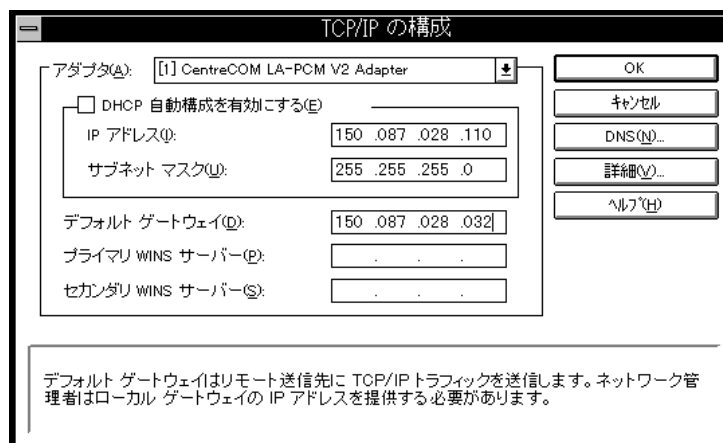 TCP/IP の構成
アダプタ(A): [1] CentreCOM LA-PCM V2 Adapter
DHCP 自動構成を有効にする(E)
IP アドレス(I): 150 .087 .028 .110
サブネット マスク(U): 255 .255 .255 .0
デフォルト ゲートウェイ(D): 150 .087 .028 .032
プライマリ WINS サーバー(P): . . .
セカンダリ WINS サーバー(S): . . .
OK
キャンセル
DNS(N)...
詳細(V)...
ヘルプ(H)
デフォルト ゲートウェイはリモート送信先に TCP/IP トラフィックを送信します。ネットワーク管
理者はローカル ゲートウェイの IP アドレスを提供する必要があります。